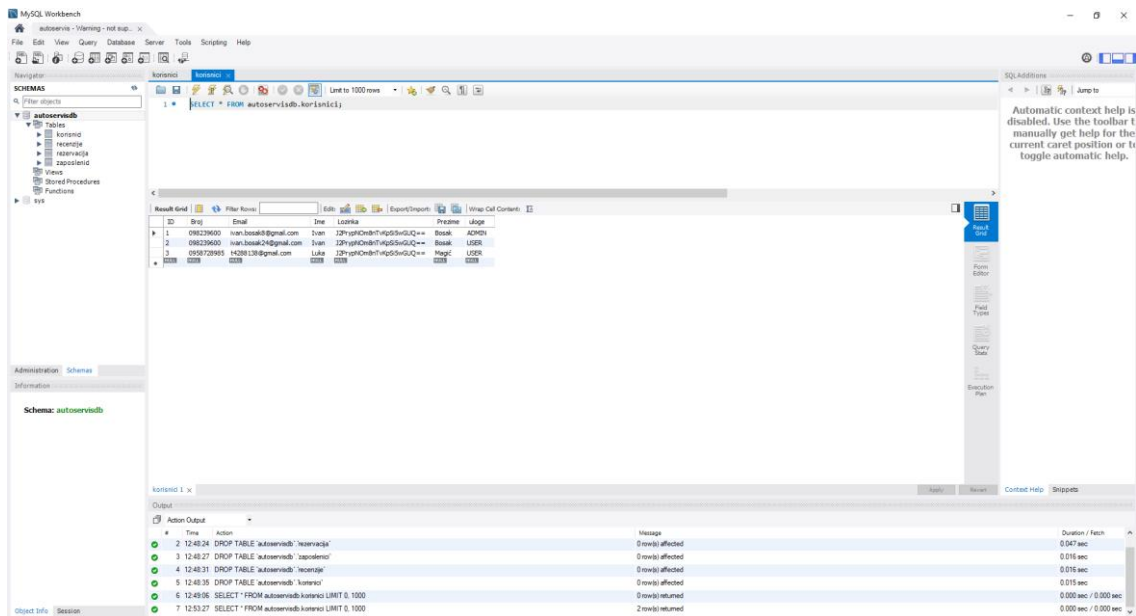 MySQL Workbench
autoservis - Warning - not sup... x
File Edit View Query Database Server Tools Scripting Help
Navigator
SCHEMAS
Filter objects
autoservisdb
Tables
korisnici
recenzije
rezervacija
zaposlenici
Views
Stored Procedures
Functions
sys
Administration Schemas
Information
Schema: autoservisdb
Object Info Session
korisnici korisnici x
Limit to 1000 rows
1 SELECT * FROM autoservisdb.korisnici;
Result Grid Filter Rows: Edit: Export/Import: Wrap Cell Content:
ID Broj Email Ime Lozinka Prezime uloge
1 098239600 ivan.bosak8@gmail.com Ivan Bosak ADMIN
2 098239600 ivan.bosak24@gmail.com Ivan Bosak USER
3 0958728985 t4288138@gmail.com Luka Magić USER
NULL NULL NULL NULL NULL NULL NULL
Result Grid
Form Editor
Field Types
Query Stats
Execution Plan
korisnici 1 x
Apply Revert
Output
Action Output
# Time Action Message Duration / Fetch
2 12:48:24 DROP TABLE `autoservisdb`.`rezervacija` 0 row(s) affected 0.047 sec
3 12:48:27 DROP TABLE `autoservisdb`.`zaposlenici` 0 row(s) affected 0.016 sec
4 12:48:31 DROP TABLE `autoservisdb`.`recenzije` 0 row(s) affected 0.016 sec
5 12:48:35 DROP TABLE `autoservisdb`.`korisnici` 0 row(s) affected 0.015 sec
6 12:49:06 SELECT * FROM autoservisdb.korisnici LIMIT 0, 1000 0 row(s) returned 0.000 sec / 0.000 sec
7 12:53:27 SELECT * FROM autoservisdb.korisnici LIMIT 0, 1000 2 row(s) returned 0.000 sec / 0.000 sec
SQLAdditions
Jump to
Automatic context help is
disabled. Use the toolbar t
manually get help for the
current caret position or to
toggle automatic help.
Context Help Snippets